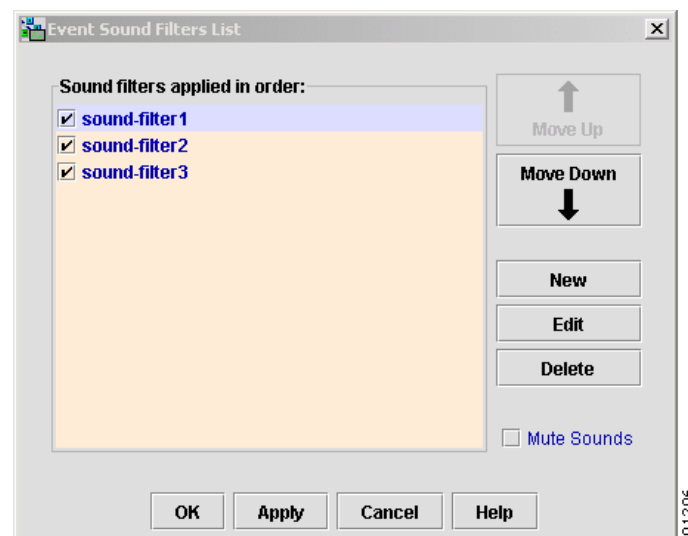 Event Sound Filters List
Sound filters applied in order:
sound-filter1
sound-filter2
sound-filter3
Move Up
Move Down
New
Edit
Delete
Mute Sounds
OK
Apply
Cancel
Help